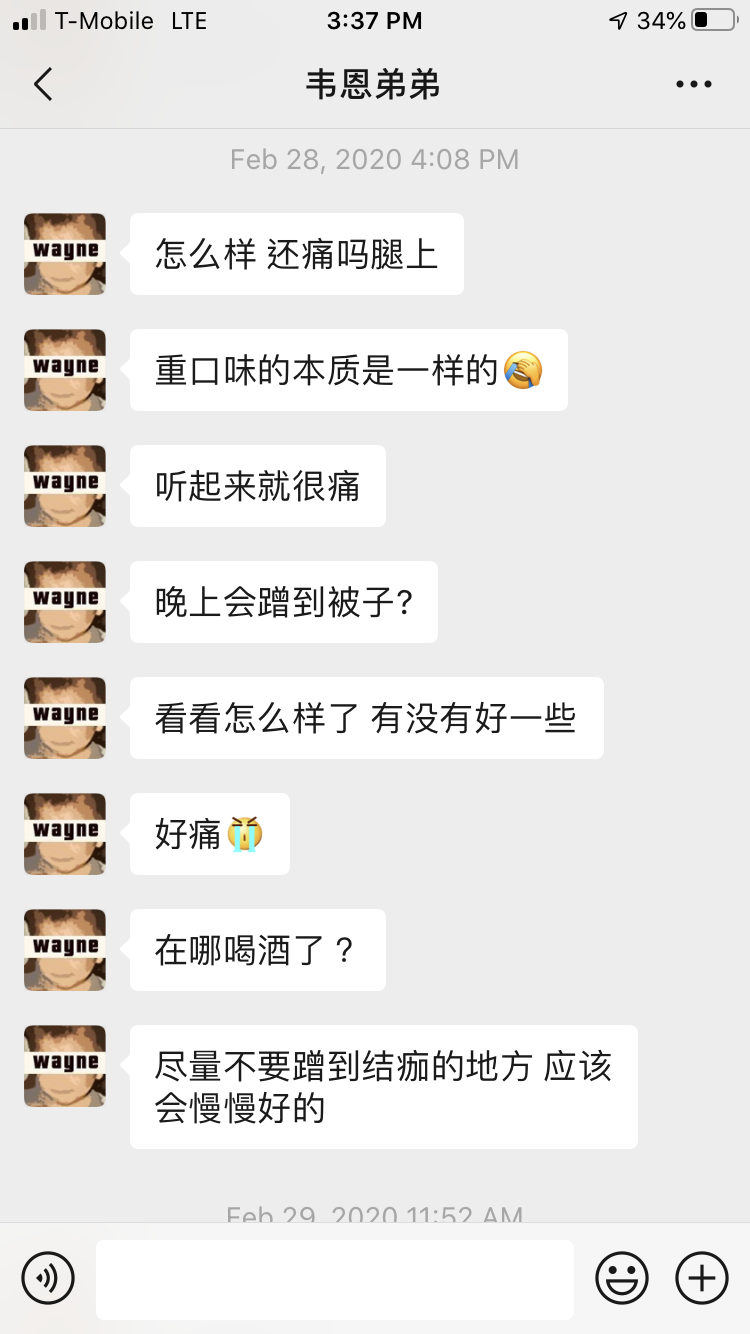 T-Mobile LTE 3:37 PM 34%
韦恩弟弟
Feb 28, 2020 4:08 PM
wayne
怎么样 还痛吗腿上
wayne
重口味的本质是一样的🤣
wayne
听起来就很痛
wayne
晚上会蹭到被子?
wayne
看看怎么样了 有没有好一些
wayne
好痛😭
wayne
在哪喝酒了？
wayne
尽量不要蹭到结痂的地方 应该
会慢慢好的
Feb 29, 2020 11:52 AM